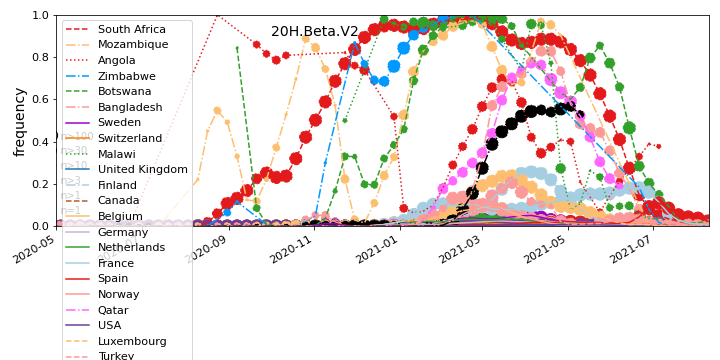 20H.Beta.V2
frequency
1.0
0.8
0.6
0.4
0.2
0.0
2020-05
2020-09
2020-11
2021-01
2021-03
2021-05
2021-07
South Africa
Mozambique
Angola
Zimbabwe
Botswana
Bangladesh
Sweden
Switzerland
Malawi
United Kingdom
Finland
Canada
Belgium
Germany
Netherlands
France
Spain
Norway
Qatar
USA
Luxembourg
Turkey